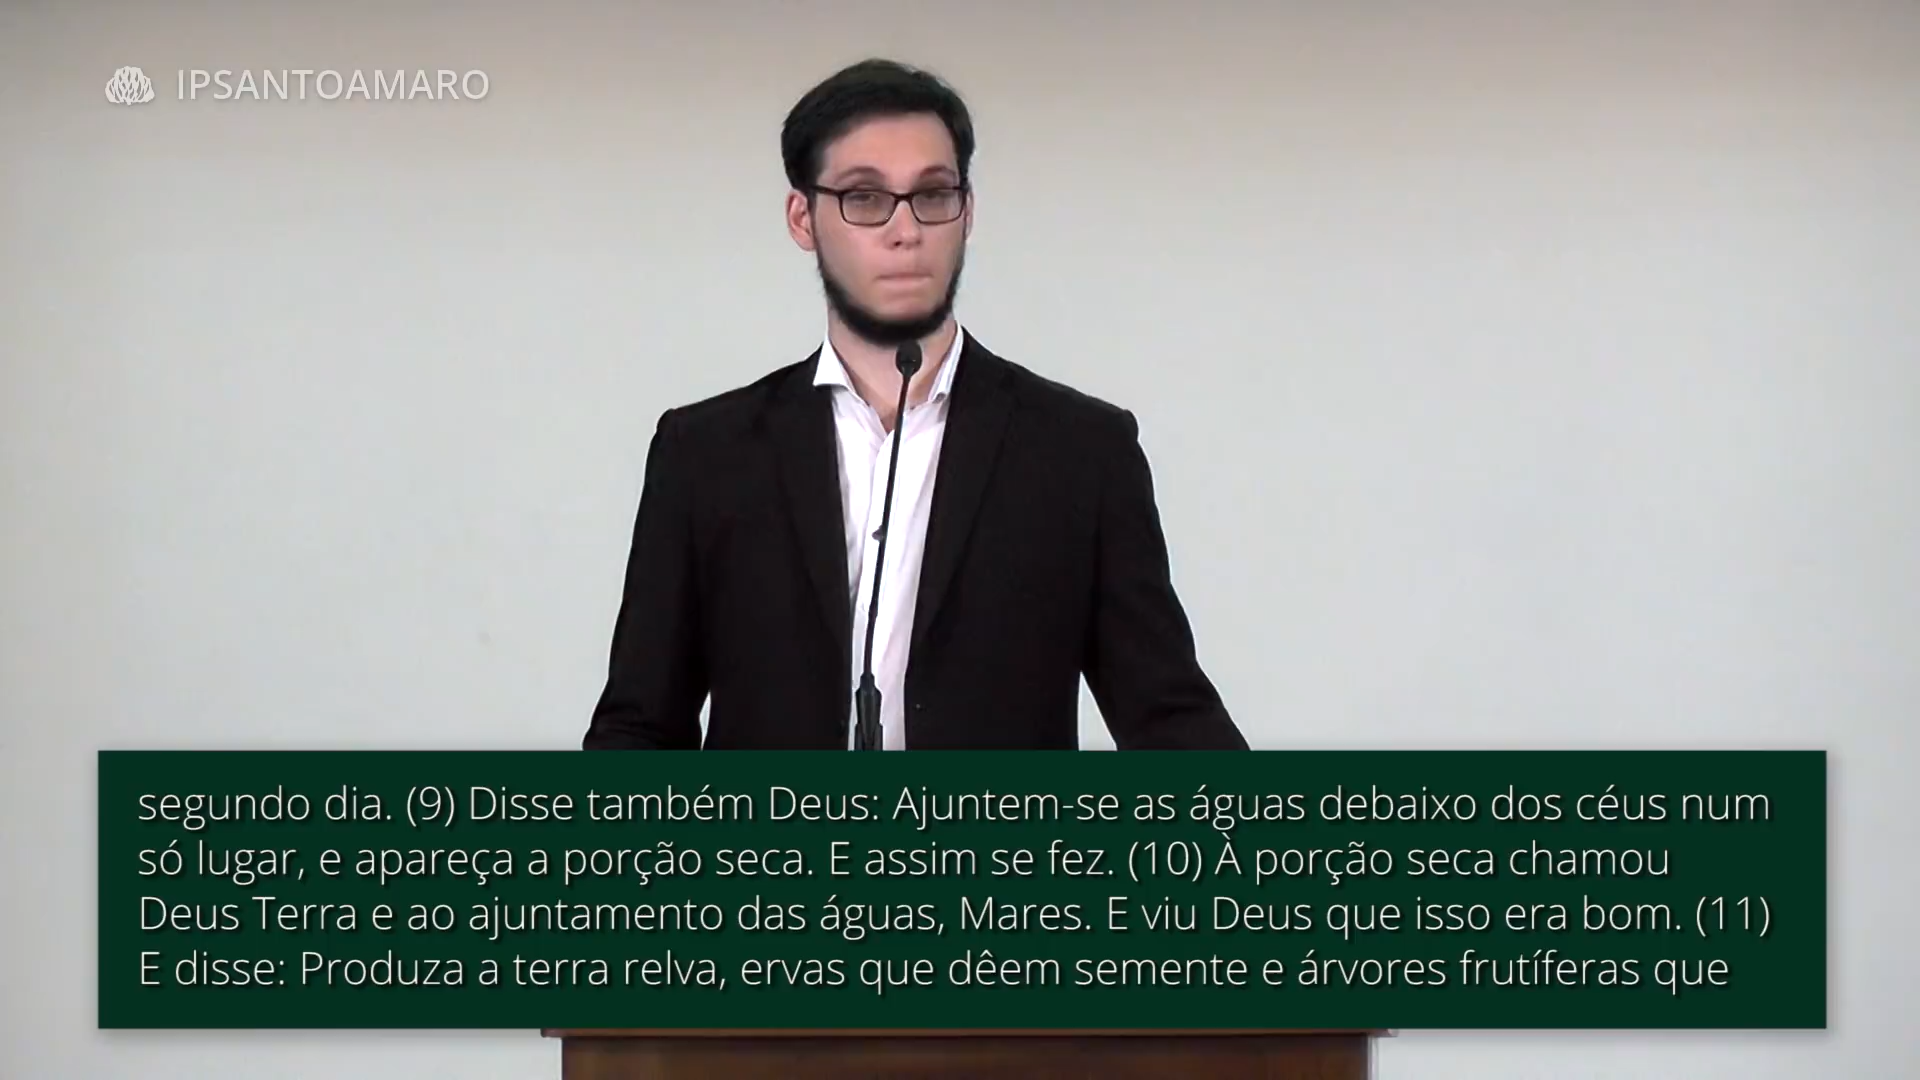 IPSANTOAMARO
segundo dia. (9) Disse também Deus: Ajuntem-se as águas debaixo dos céus num
só lugar, e apareça a porção seca. E assim se fez. (10) À porção seca chamou
Deus Terra e ao ajuntamento das águas, Mares. E viu Deus que isso era bom. (11)
E disse: Produza a terra relva, ervas que dêem semente e árvores frutíferas que